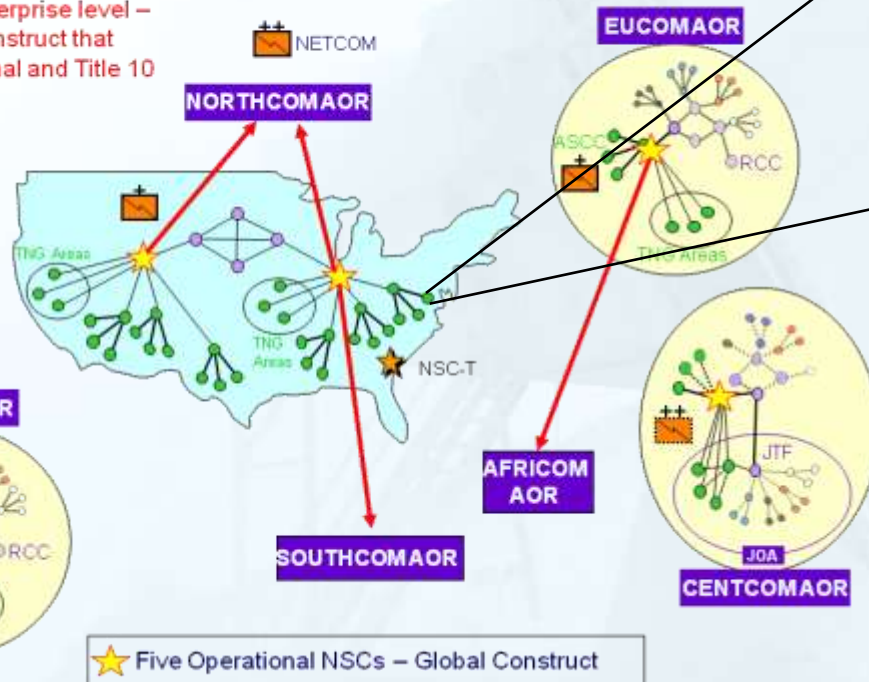 erprise level –
nstruct that
nal and Title 10
NETCOM
NORTHCOMAOR
EUCOMAOR
ASCC
RCC
TNG Areas
TNG Areas
TNG
Areas
NSC-T
R
RCC
AFRICOM
AOR
SOUTHCOMAOR
JTF
JOA
CENTCOMAOR
Five Operational NSCs – Global Construct